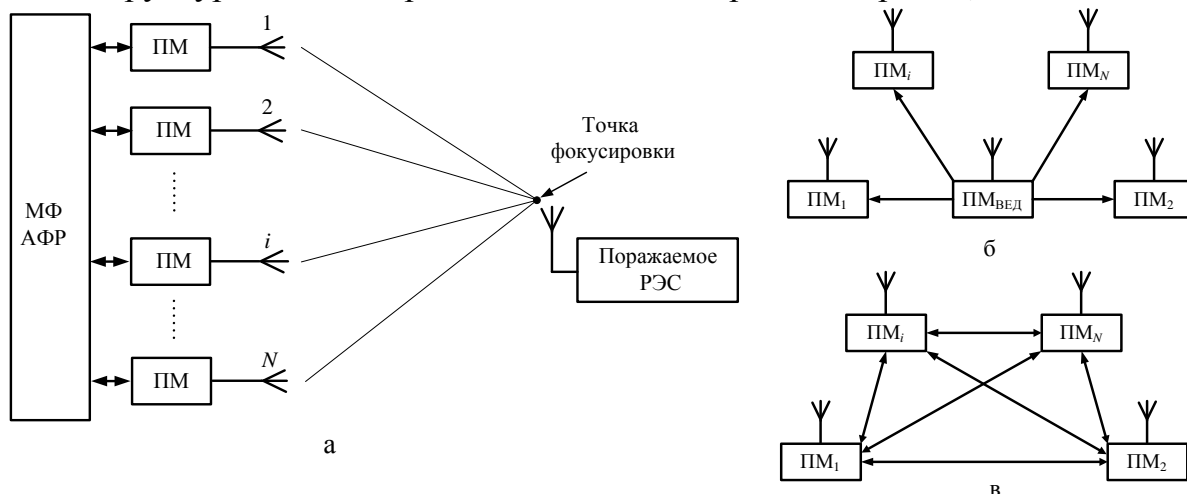 1
ПМ
2
ПМ
МФ
АФР
i
ПМ
N
ПМ
а
Точка
фокусировки
Поражаемое
РЭС
ПМi
ПМN
ПМ1
ПМВЕД
ПМ2
б
ПМi
ПМN
ПМ1
ПМ2
в